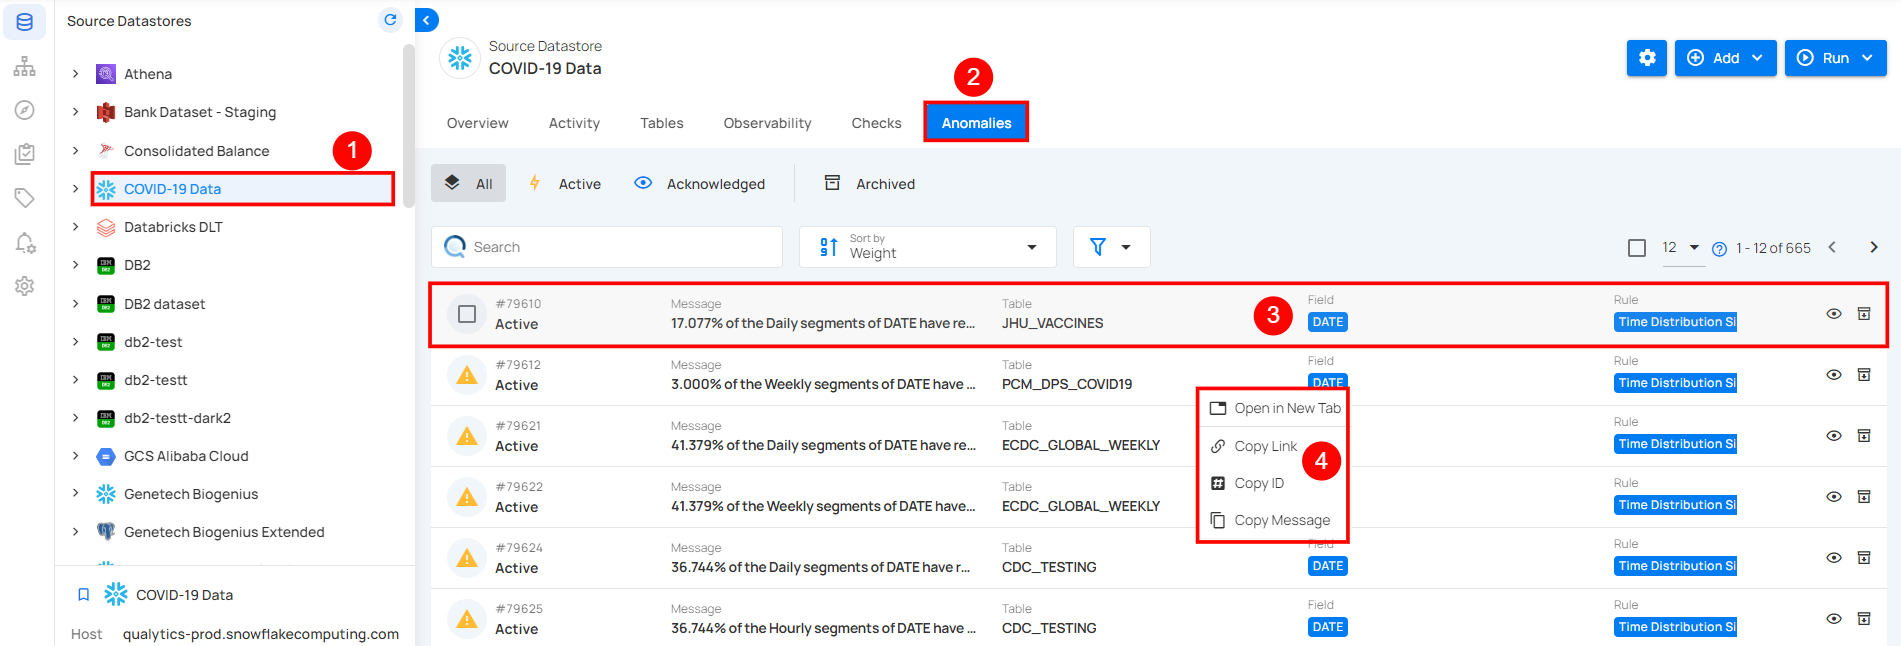 Source Datastores
Athena
Bank Dataset - Staging
Consolidated Balance
1
COVID-19 Data
Databricks DLT
DB2
DB2 dataset
db2-test
db2-testt
db2-testt-dark2
GCS Alibaba Cloud
Genetech Biogenius
Genetech Biogenius Extended
COVID-19 Data
Host qualytics-prod.snowflakecomputing.com
Source Datastore
COVID-19 Data
Add
Run
2
Overview Activity Tables Observability Checks Anomalies
All Active Acknowledged Archived
Search
Sort by
Weight
12 1 - 12 of 665
#79610 Message Table Field Rule
Active 17.077% of the Daily segments of DATE have re... JHU_VACCINES DATE Time Distribution Si
3
#79612 Message Table Field Rule
Active 3.000% of the Weekly segments of DATE have ... PCM_DPS_COVID19 DATE Time Distribution Si
Open in New Tab
Copy Link
4
Copy ID
Copy Message
#79621 Message Table Rule
Active 41.379% of the Daily segments of DATE have re... ECDC_GLOBAL_WEEKLY Time Distribution Si
#79622 Message Table Rule
Active 41.379% of the Weekly segments of DATE have... ECDC_GLOBAL_WEEKLY Time Distribution Si
#79624 Message Table Field Rule
Active 36.744% of the Daily segments of DATE have r... CDC_TESTING DATE Time Distribution Si
#79625 Message Table Field Rule
Active 36.744% of the Hourly segments of DATE have ... CDC_TESTING DATE Time Distribution Si